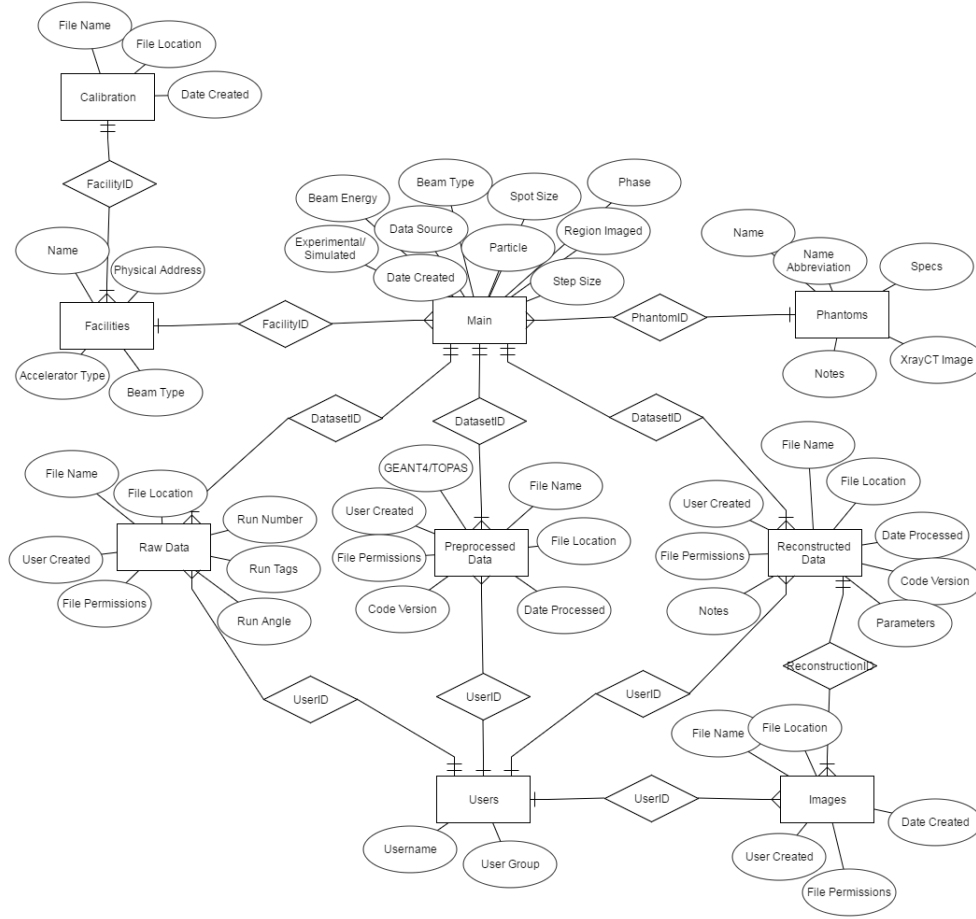 File Name
File Location
Calibration
Date Created
FacilityID
Beam Type
Phase
Beam Energy
Spot Size
Data Source
Region Imaged
Name
Name
Experimental/
Simulated
Particle
Name
Abbreviation
Specs
Physical Address
Date Created
Step Size
Facilities
FacilityID
Main
PhantomID
Phantoms
Accelerator Type
XrayCT Image
Beam Type
Notes
DatasetID
DatasetID
DatasetID
File Name
GEANT4/TOPAS
File Name
File Location
File Name
File Location
User Created
User Created
Run Number
Date Processed
User Created
Raw Data
File Permissions
Preprocessed
Data
File Location
File Permissions
Reconstructed
Data
Run Tags
Code Version
File Permissions
Code Version
Date Processed
Notes
Run Angle
Parameters
ReconstructionID
UserID
UserID
UserID
File Name
File Location
Users
UserID
Images
Date Created
Username
User Group
User Created
File Permissions